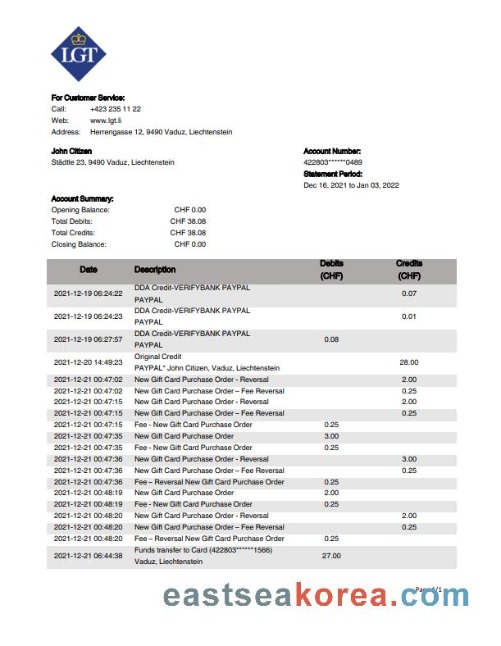 LGT
For Customer Service:
Call: +423 235 11 22
Web: www.lgt.li
Address: Herrengasse 12, 9490 Vaduz, Liechtenstein
John Citizen Account Number:
Städtle 23, 9490 Vaduz, Liechtenstein 422803******0489
Statement Period:
Dec 16, 2021 to Jan 03, 2022
Account Summary:
Opening Balance: CHF 0.00
Total Debits: CHF 38.08
Total Credits: CHF 38.08
Closing Balance: CHF 0.00
Date Description Debits (CHF) Credits (CHF)
2021-12-19 06:24:22 DDA Credit-VERIFYBANK PAYPAL PAYPAL 0.07
2021-12-19 06:24:23 DDA Credit-VERIFYBANK PAYPAL PAYPAL 0.01
2021-12-19 06:27:57 DDA Credit-VERIFYBANK PAYPAL PAYPAL 0.08
2021-12-20 14:49:23 Original Credit PAYPAL* John Citizen, Vaduz, Liechtenstein 28.00
2021-12-21 00:47:02 New Gift Card Purchase Order - Reversal 2.00
2021-12-21 00:47:02 New Gift Card Purchase Order – Fee Reversal 0.25
2021-12-21 00:47:15 New Gift Card Purchase Order - Reversal 2.00
2021-12-21 00:47:15 New Gift Card Purchase Order – Fee Reversal 0.25
2021-12-21 00:47:15 Fee - New Gift Card Purchase Order 0.25
2021-12-21 00:47:35 New Gift Card Purchase Order 3.00
2021-12-21 00:47:35 Fee - New Gift Card Purchase Order 0.25
2021-12-21 00:47:36 New Gift Card Purchase Order - Reversal 3.00
2021-12-21 00:47:36 New Gift Card Purchase Order – Fee Reversal 0.25
2021-12-21 00:47:36 Fee – Reversal New Gift Card Purchase Order 0.25
2021-12-21 00:48:19 New Gift Card Purchase Order 2.00
2021-12-21 00:48:19 Fee - New Gift Card Purchase Order 0.25
2021-12-21 00:48:20 New Gift Card Purchase Order - Reversal 2.00
2021-12-21 00:48:20 New Gift Card Purchase Order – Fee Reversal 0.25
2021-12-21 00:48:20 Fee – Reversal New Gift Card Purchase Order 0.25
2021-12-21 06:44:38 Funds transfer to Card (422803******1566) Vaduz, Liechtenstein 27.00
eastseakorea.com